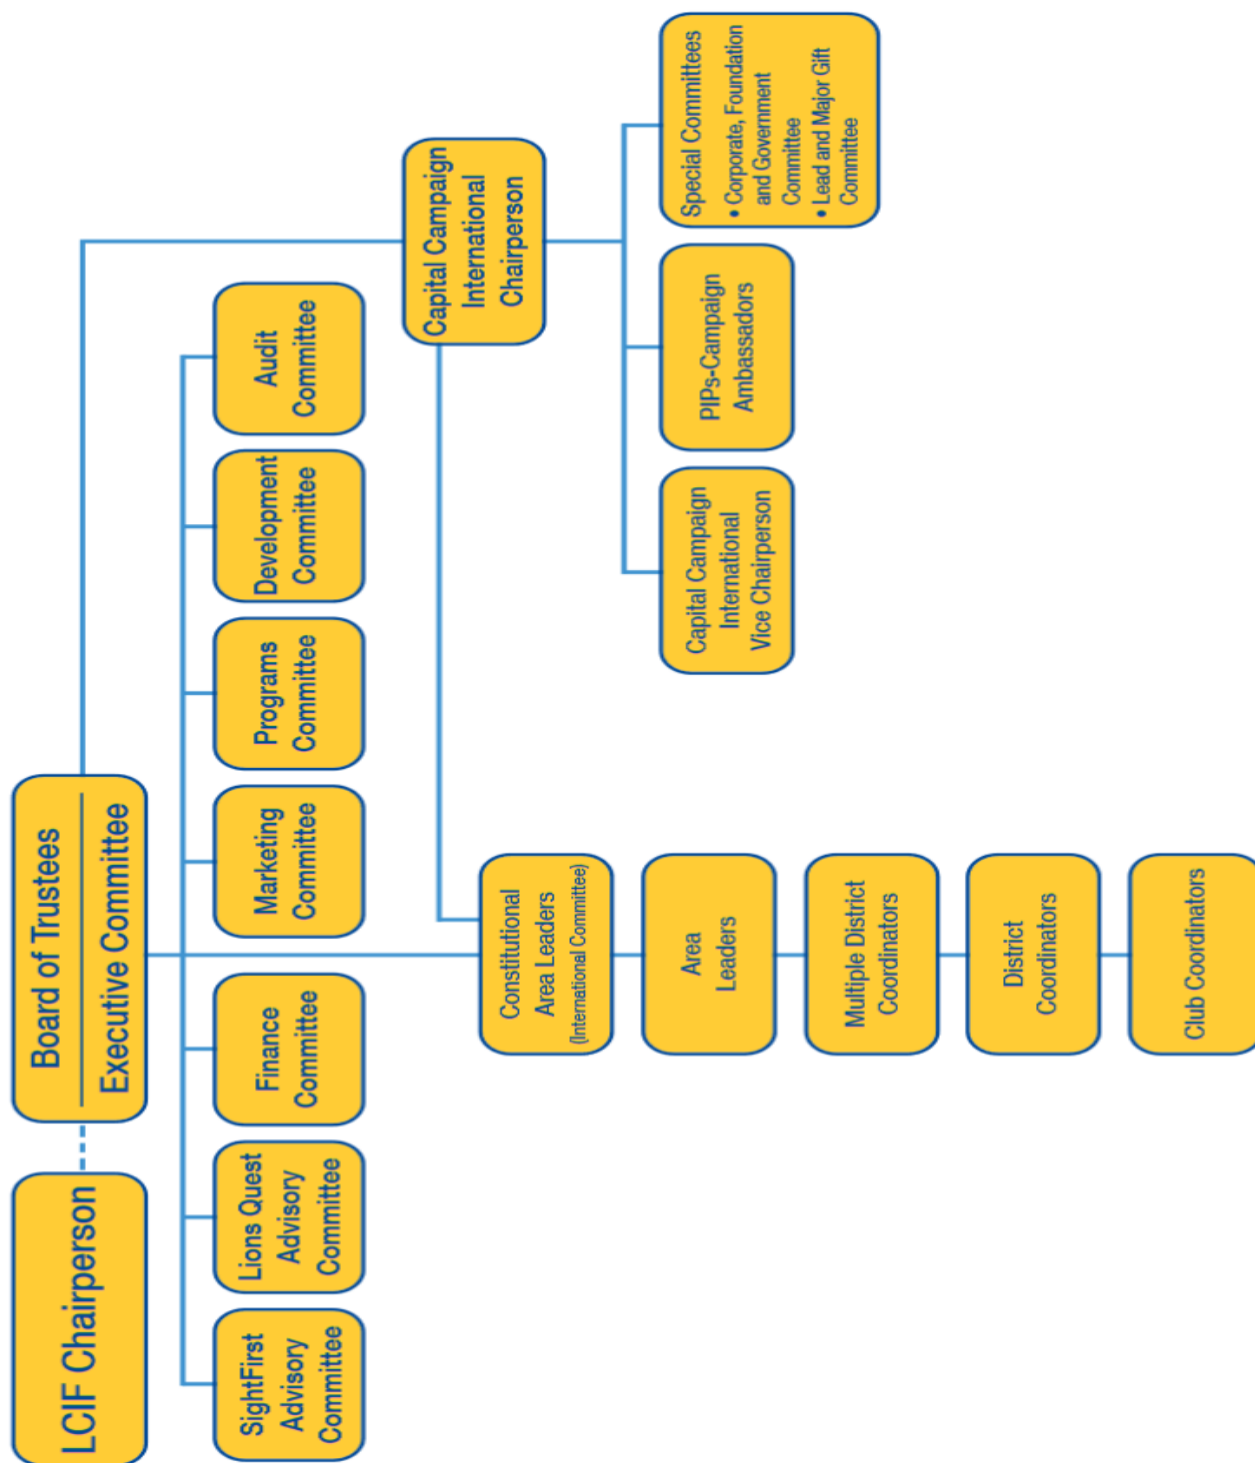 LCIF Chairperson
Board of Trustees
Executive Committee
SightFirst
Advisory
Committee
Lions Quest
Advisory
Committee
Finance
Committee
Marketing
Committee
Programs
Committee
Development
Committee
Audit
Committee
Capital Campaign
International
Chairperson
Constitutional
Area Leaders
(International Committee)
Area
Leaders
Multiple District
Coordinators
District
Coordinators
Club Coordinators
Capital Campaign
International
Vice Chairperson
PIPs-Campaign
Ambassadors
Special Committees
• Corporate, Foundation
and Government
Committee
• Lead and Major Gift
Committee